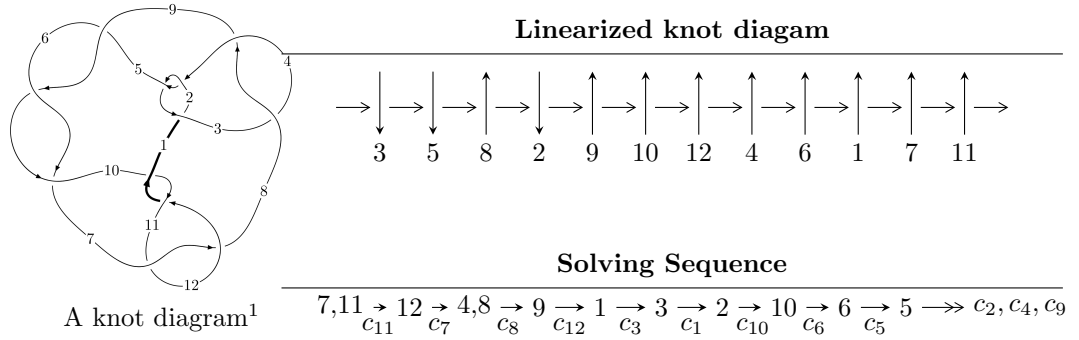 9
6
5
4
2
3
1
10
8
11
7
12
A knot diagram1
Linearized knot diagam
3 5 8 2 9 10 12 4 6 1 7 11
Solving Sequence
7,11 → 12 → 4,8 → 9 → 1 → 3 → 2 → 10 → 6 → 5 ↠ c2, c4, c9
c11 c7 c8 c12 c3 c1 c10 c6 c5